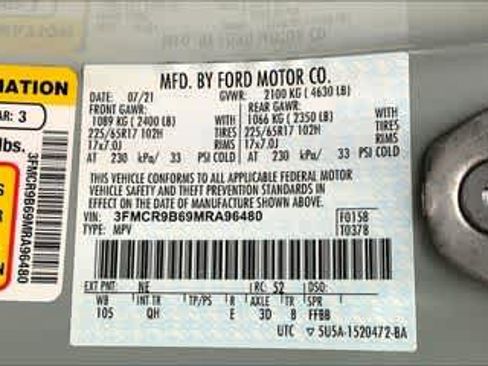 MATION
AR: 3
lbs.
3FMCR9B69MRA96480
MFD. BY FORD MOTOR CO.
DATE: 07/21 GVWR: 2100 KG ( 4630 LB)
FRONT GAWR: REAR GAWR:
1089 KG ( 2400 LB) WITH 1066 KG ( 2350 LB) WITH
225/65R17 102H TIRES 225/65R17 102H TIRES
17x7.0J RIMS 17x7.0J RIMS
AT 230 kPa/ 33 PSI COLD AT 230 kPa/ 33 PSI COLD
THIS VEHICLE CONFORMS TO ALL APPLICABLE FEDERAL MOTOR
VEHICLE SAFETY AND THEFT PREVENTION STANDARDS IN
EFFECT ON THE DATE OF MANUFACTURE SHOWN ABOVE.
VIN: 3FMCR9B69MRA96480 F0158
TYPE: MPV T0378
EXT PNT: NE RC: 52 DSO:
WB INT TR TP/PS R AXLE TR SPR
105 QH E 3D 8 FFBB
UTC ▽ 5U5A-1520472-BA